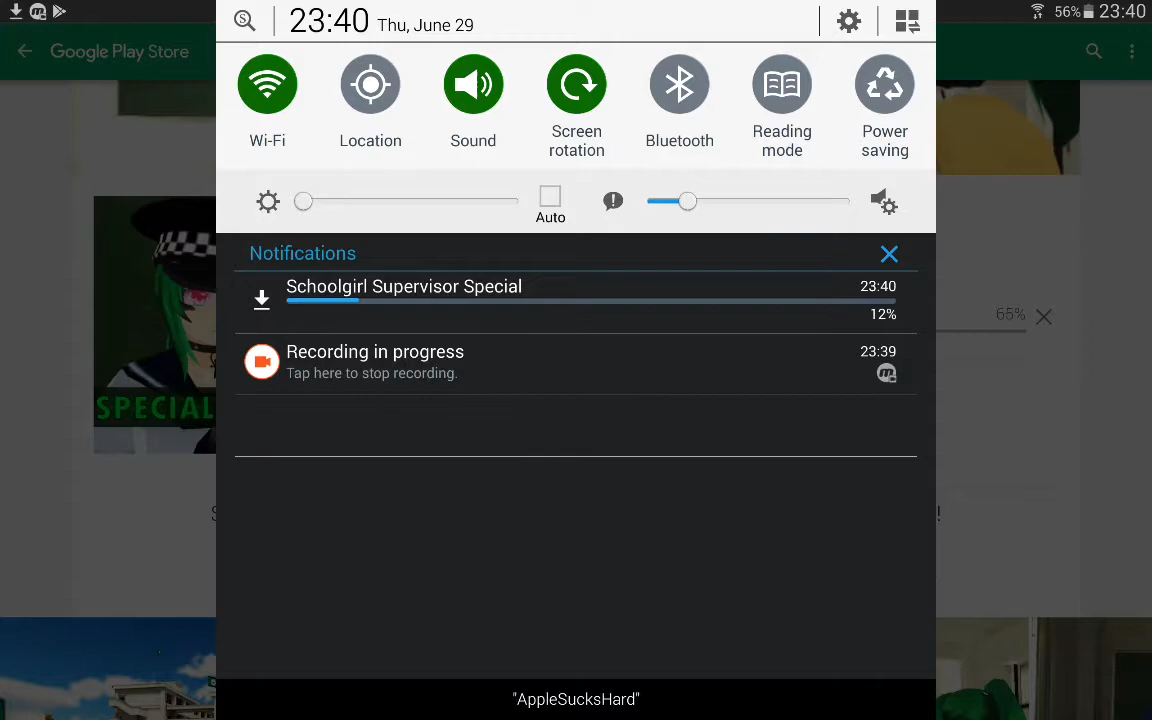 56% 23:40
Google Play Store
23:40 Thu, June 29
Wi-Fi
Location
Sound
Screen
rotation
Bluetooth
Reading
mode
Power
saving
Auto
Notifications
Schoolgirl Supervisor Special
23:40
12%
Recording in progress
23:39
Tap here to stop recording.
65%
SPECIAL
"AppleSucksHard"